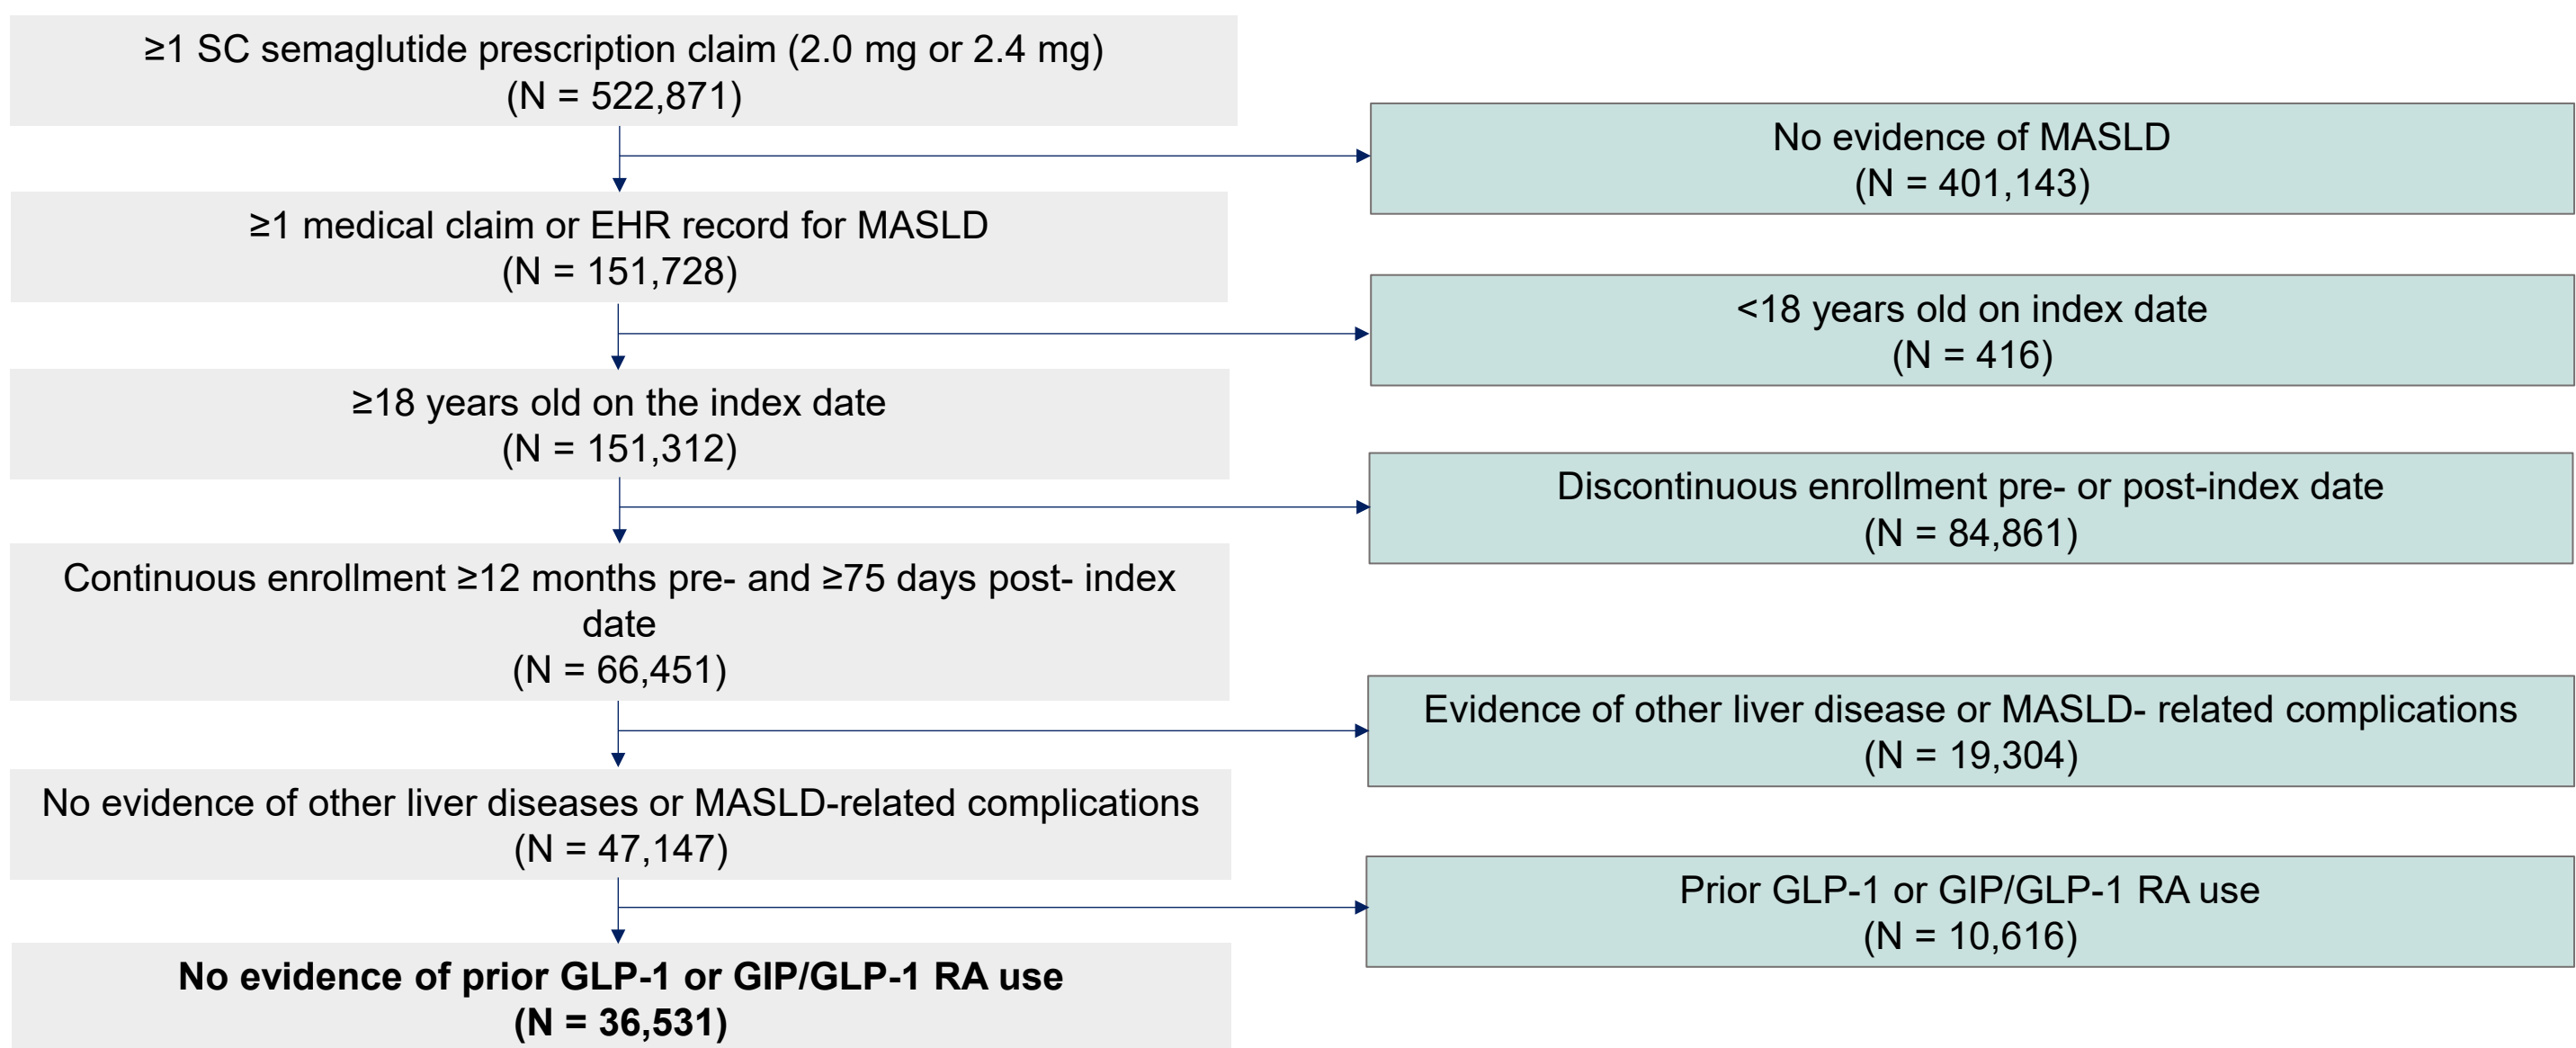 ≥1 SC semaglutide prescription claim (2.0 mg or 2.4 mg)
(N = 522,871)
No evidence of MASLD
(N = 401,143)
≥1 medical claim or EHR record for MASLD
(N = 151,728)
<18 years old on index date
(N = 416)
≥18 years old on the index date
(N = 151,312)
Discontinuous enrollment pre- or post-index date
(N = 84,861)
Continuous enrollment ≥12 months pre- and ≥75 days post- index
date
(N = 66,451)
Evidence of other liver disease or MASLD- related complications
(N = 19,304)
No evidence of other liver diseases or MASLD-related complications
(N = 47,147)
Prior GLP-1 or GIP/GLP-1 RA use
(N = 10,616)
No evidence of prior GLP-1 or GIP/GLP-1 RA use
(N = 36,531)